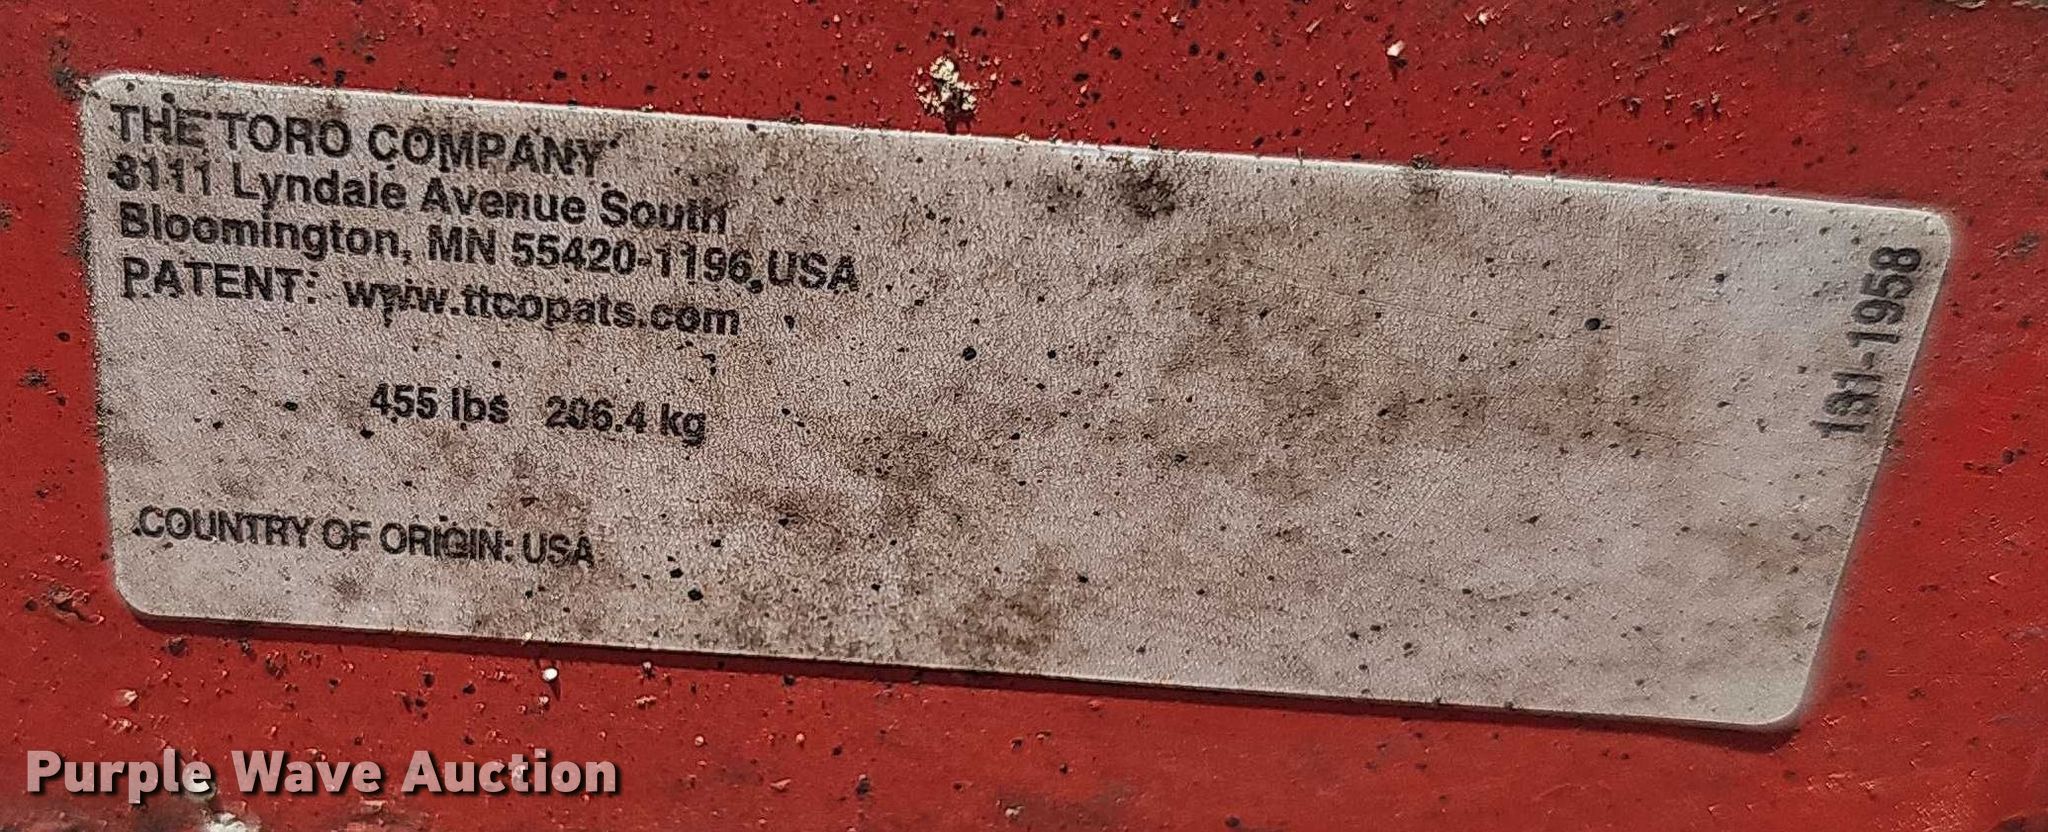 THE TORO COMPANY
8111 Lyndale Avenue South
Bloomington, MN 55420-1196, USA
PATENT: www.ttcopats.com
455 lbs 206.4 kg
COUNTRY OF ORIGIN: USA
131-1958
Purple Wave Auction